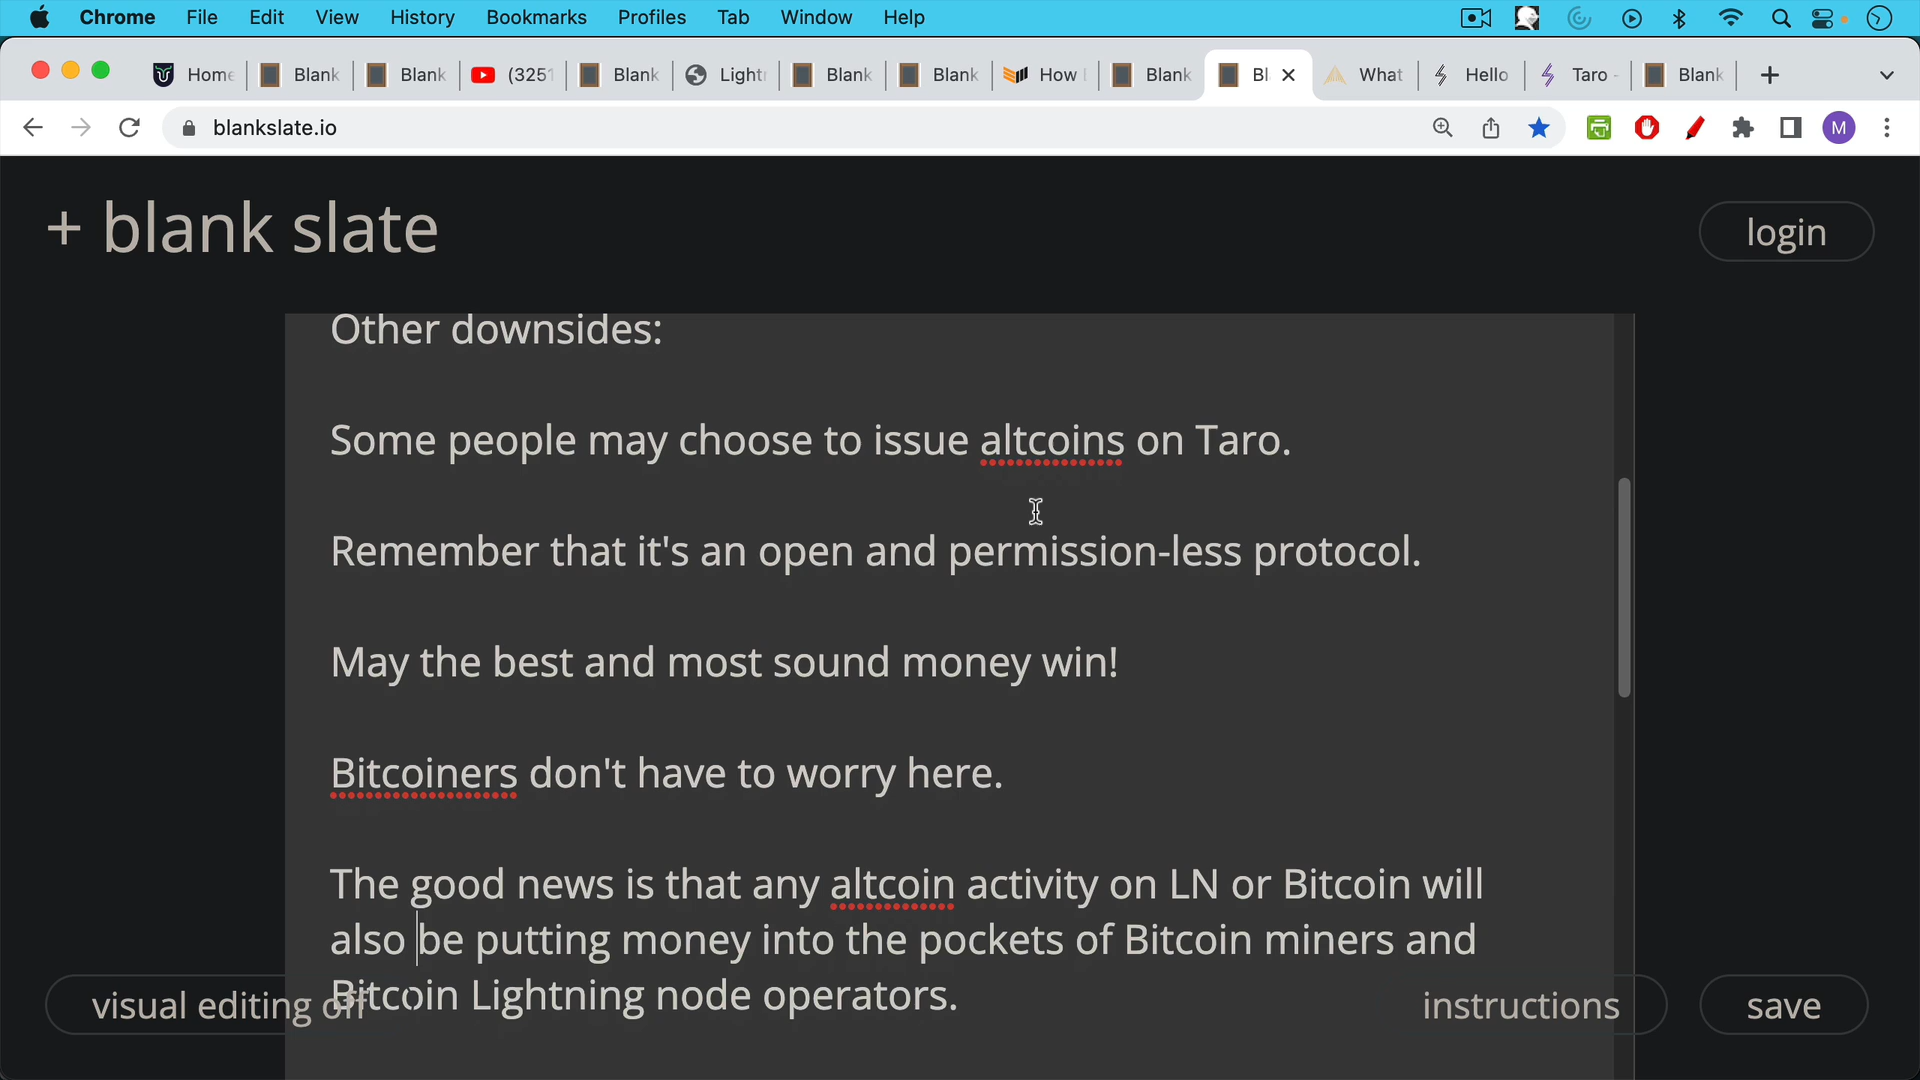 Chrome File Edit View History Bookmarks Profiles Tab Window Help
Home Blank Blank (3251 Blank Lightn Blank Blank How Blank Bl What Hello Taro - Blank
blankslate.io M
+ blank slate
login
Other downsides:
Some people may choose to issue altcoins on Taro.
Remember that it's an open and permission-less protocol.
May the best and most sound money win!
Bitcoiners don't have to worry here.
The good news is that any altcoin activity on LN or Bitcoin will
also be putting money into the pockets of Bitcoin miners and
Bitcoin Lightning node operators.
visual editing off
instructions
save